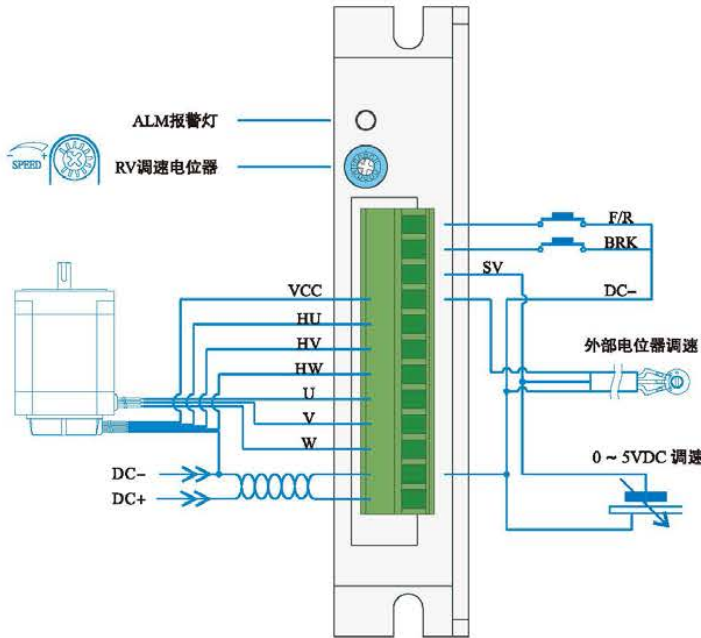 ALM报警灯
- SPEED +
RV调速电位器
F/R
BRK
SV
VCC
DC-
HU
HV
外部电位器调速
HW
U
V
W
0 ~ 5VDC 调速
DC-
DC+